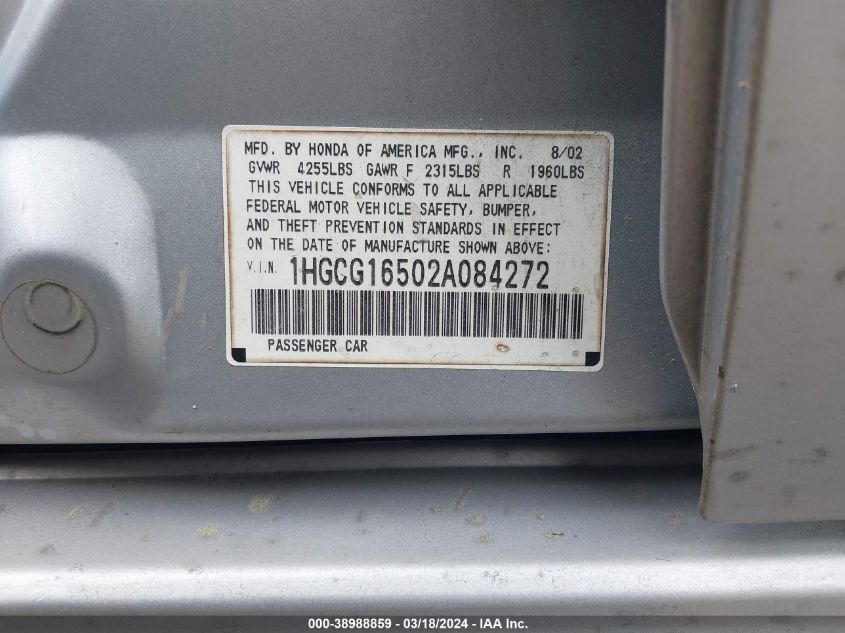 MFD. BY HONDA OF AMERICA MFG., INC. 8/02
GVWR 4255LBS GAWR F 2315LBS R 1960LBS
THIS VEHICLE CONFORMS TO ALL APPLICABLE
FEDERAL MOTOR VEHICLE SAFETY, BUMPER,
AND THEFT PREVENTION STANDARDS IN EFFECT
ON THE DATE OF MANUFACTURE SHOWN ABOVE:
V.I.N. 1HGCG16502A084272
PASSENGER CAR
000-38988859 - 03/18/2024 - IAA Inc.